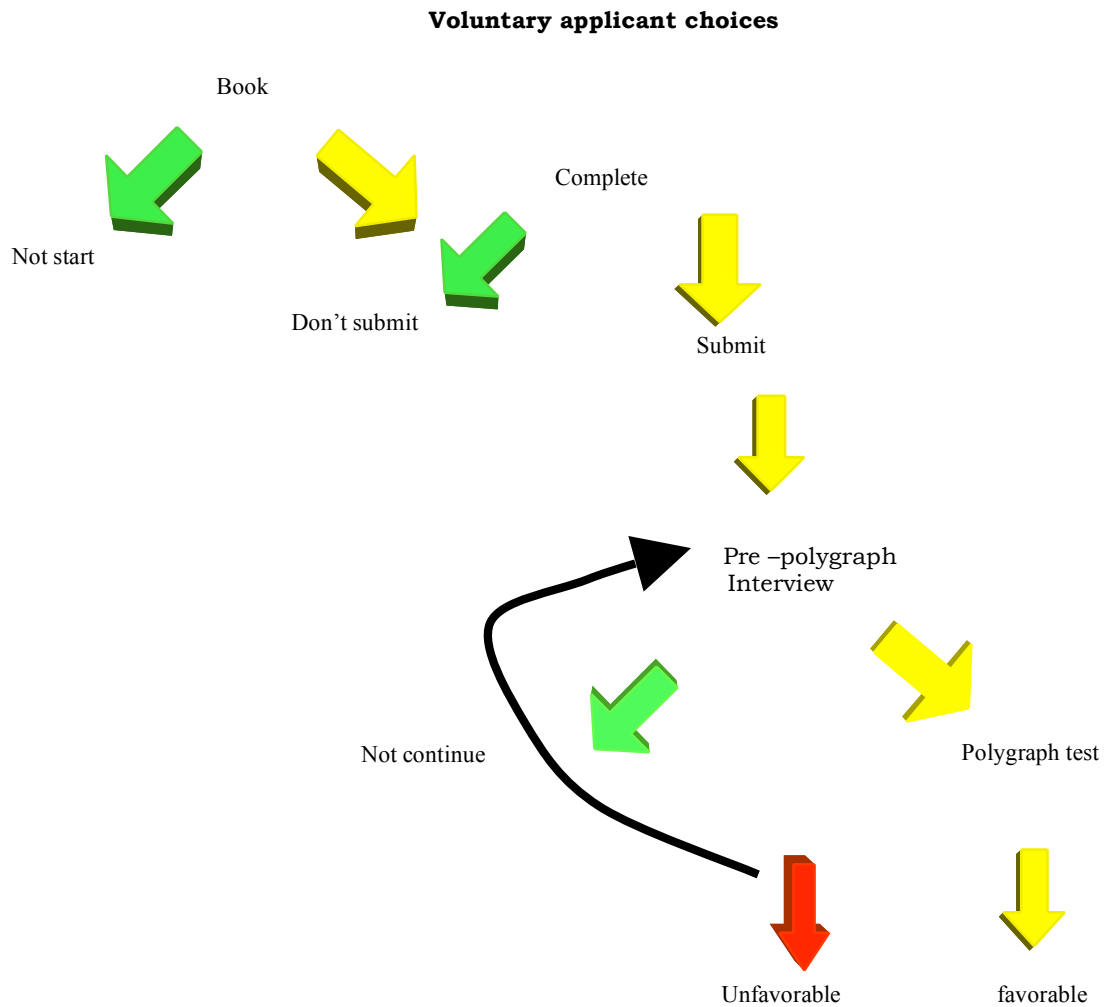 Voluntary applicant choices
Book
Complete
Not start
Don’t submit
Submit
Pre –polygraph
Interview
Not continue
Polygraph test
Unfavorable
favorable